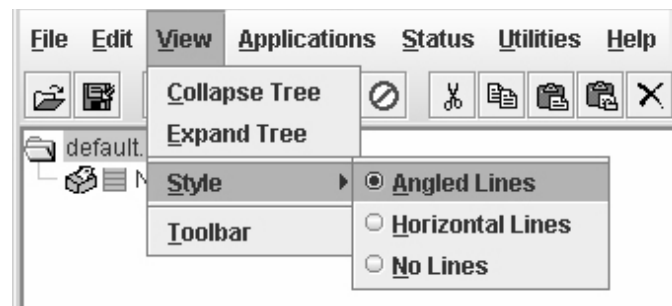 File Edit View Applications Status Utilities Help
Collapse Tree
Expand Tree
default.
N
Style
Angled Lines
Toolbar
Horizontal Lines
No Lines